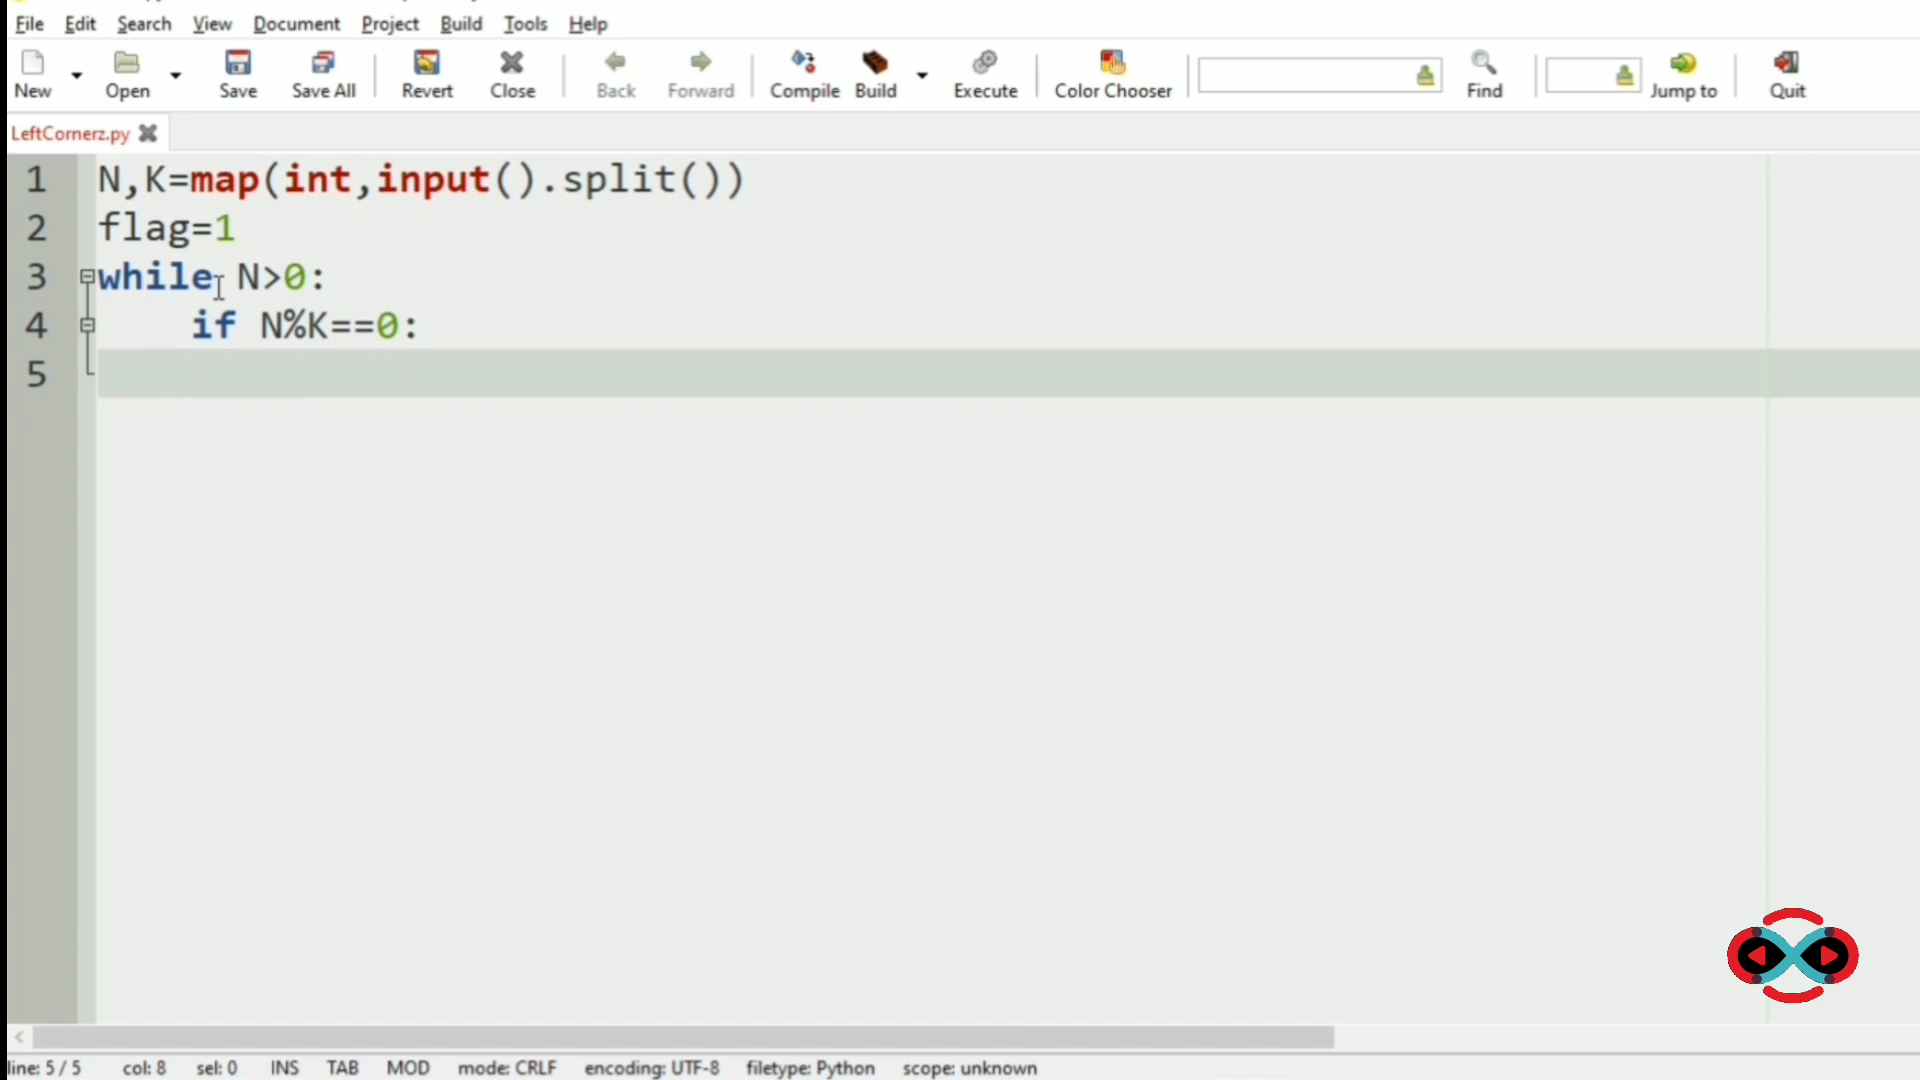 File Edit Search View Document Project Build Tools Help
New Open Save Save All Revert Close Back Forward Compile Build Execute Color Chooser Find Jump to Quit
LeftCornerz.py
1 N,K=map(int,input().split())
2 flag=1
3 while N>0:
4 if N%K==0:
5
line: 5 / 5 col: 8 sel: 0 INS TAB MOD mode: CRLF encoding: UTF-8 filetype: Python scope: unknown